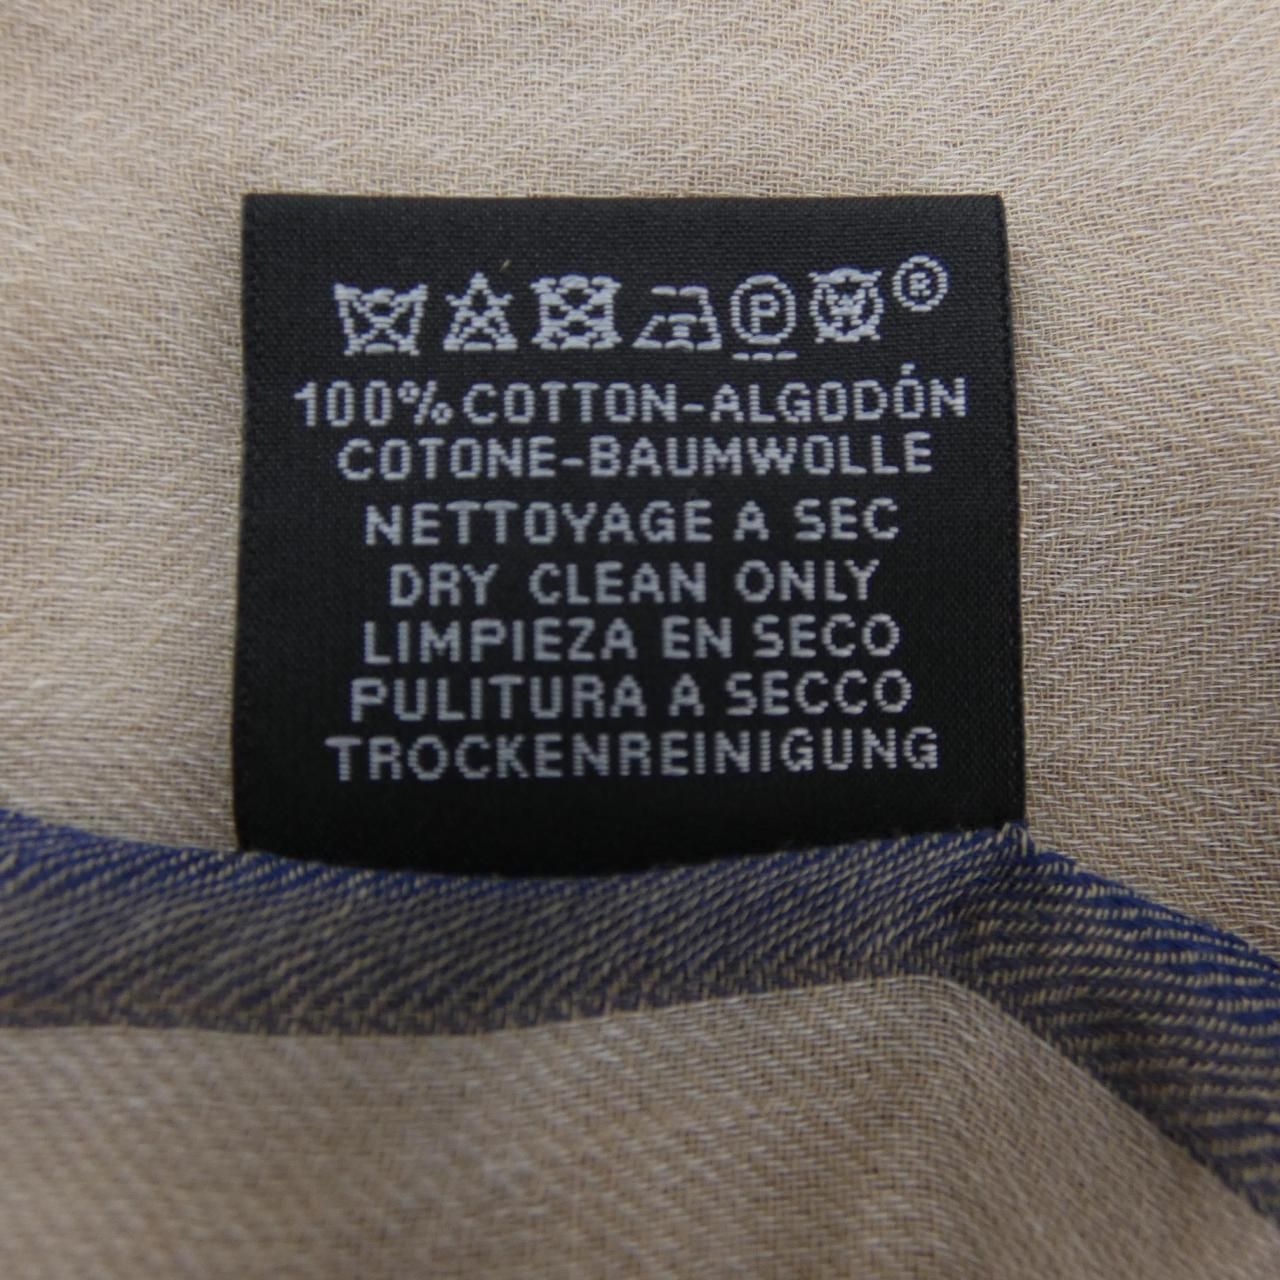 P ®
100% COTTON-ALGODÓN
COTONE-BAUMWOLLE
NETTOYAGE A SEC
DRY CLEAN ONLY
LIMPIEZA EN SECO
PULITURA A SECCO
TROCKENREINIGUNG